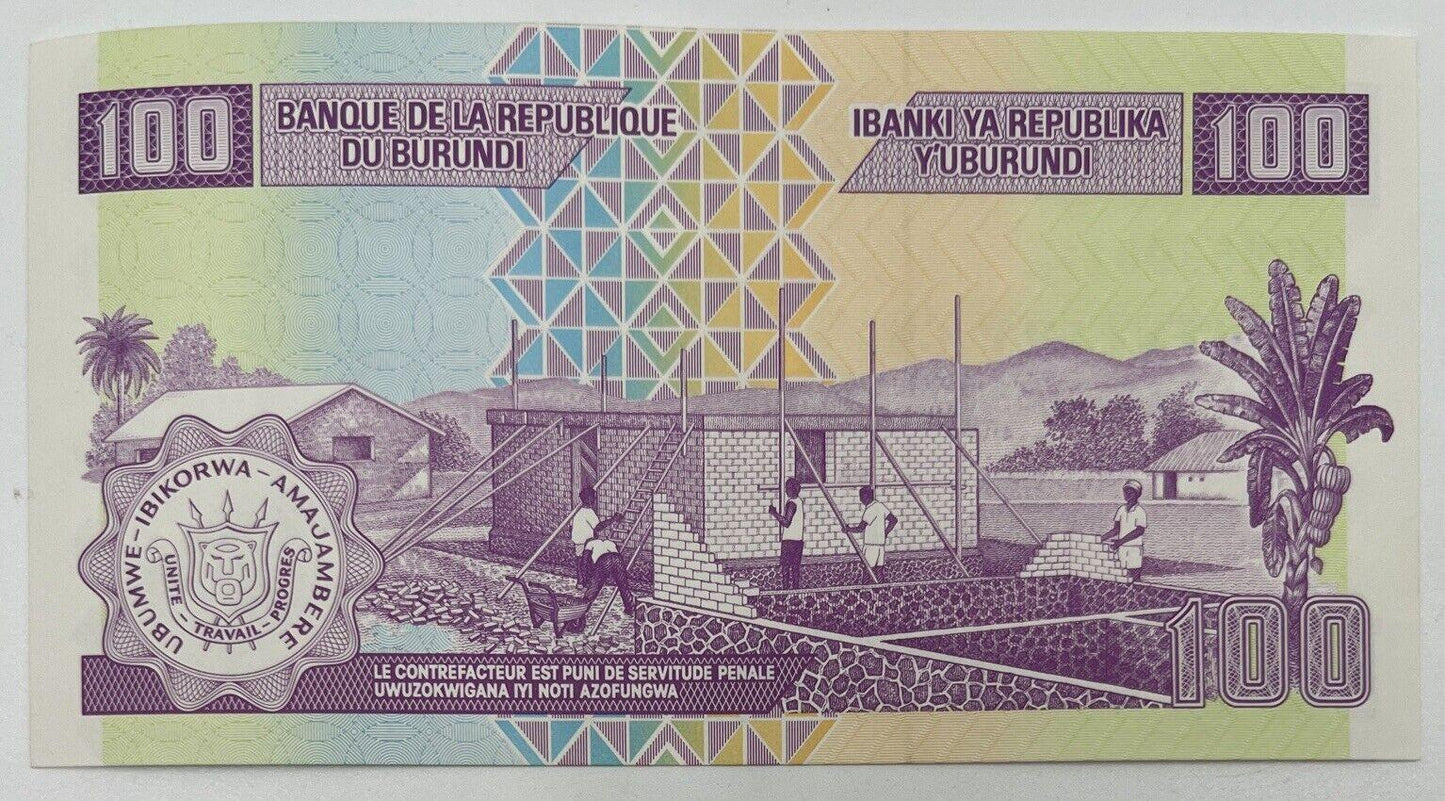 100
BANQUE DE LA REPUBLIQUE
DU BURUNDI
IBANKI YA REPUBLIKA
Y'UBURUNDI
100
UBUMWE-IBIKORWA-AMAJAMBERE
UNITE-TRAVAIL-PROGRES
LE CONTREFACTEUR EST PUNI DE SERVITUDE PENALE
UWUZOKWIGANA IYI NOTI AZOFUNGWA
100